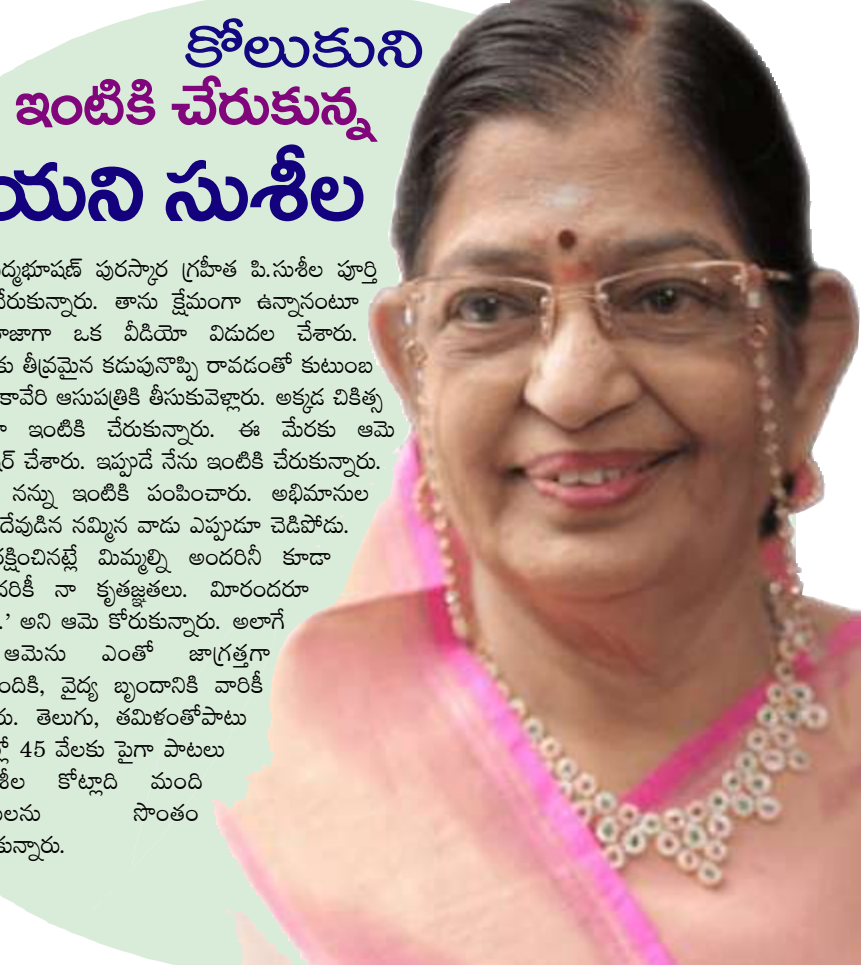 కోలుకుని
ఇంటికి చేరుకున్న
యని సుశీల
ద్మభూషణ్ పురస్కార గ్రహీత పి.సుశీల పూర్తి
చేరుకున్నారు. తాను క్షేమంగా ఉన్నానంటూ
ాజాగా ఒక వీడియో విడుదల చేశారు.
కు తీవ్రమైన కడుపునొప్పి రావడంతో కుటుంబ
కావేరి ఆసుపత్రికి తీసుకువెళ్లారు. అక్కడ చికిత్స
ఇంటికి చేరుకున్నారు. ఈ మేరకు ఆమె
చేశారు. ఇప్పుడే నేను ఇంటికి చేరుకున్నారు.
నన్ను ఇంటికి పంపించారు. అభిమానుల
దేవుడిన నమ్మిన వాడు ఎప్పుడూ చెడిపోడు.
రక్షించినట్లే మిమ్మల్ని అందరినీ కూడా
దరికీ నా కృతజ్ఞతలు. మీరందరూ
.’ అని ఆమె కోరుకున్నారు. అలాగే
ఆమెను ఎంతో జాగ్రత్తగా
ందికి, వైద్య బృందానికి వారికీ
రు. తెలుగు, తమిళంతోపాటు
ల్లో 45 వేలకు పైగా పాటలు
శీల కోట్లాది మంది
లను సొంతం
కున్నారు.